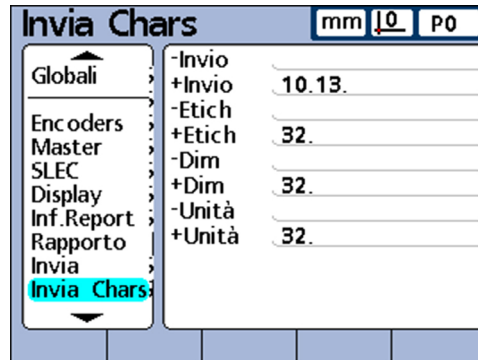 Invia Chars mm 0 P0
Globali
Encoders
Master
SLEC
Display
Inf.Report
Rapporto
Invia
Invia Chars
-Invio
+Invio 10.13.
-Etich
+Etich 32.
-Dim
+Dim 32.
-Unità
+Unità 32.